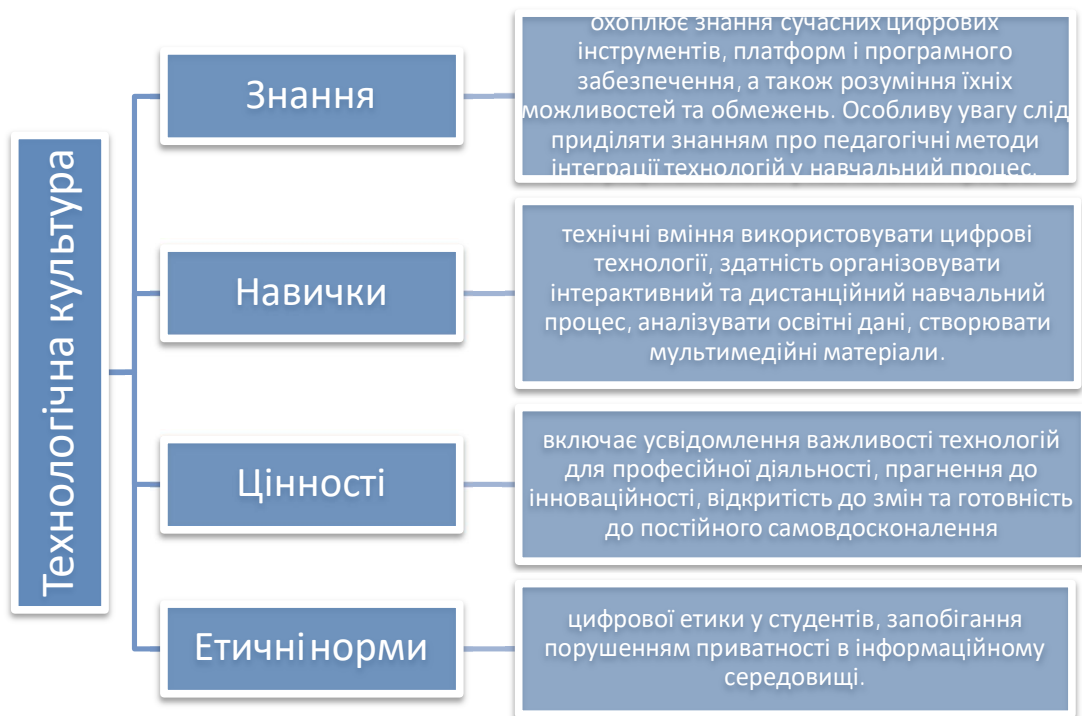 Технологічна культура
Знання
охоплює знання сучасних цифрових
інструментів, платформ і програмного
забезпечення, а також розуміння їхніх
можливостей та обмежень. Особливу увагу слід
приділяти знанням про педагогічні методи
інтеграції технологій у навчальний процес.
Навички
технічні вміння використовувати цифрові
технології, здатність організовувати
інтерактивний та дистанційний навчальний
процес, аналізувати освітні дані, створювати
мультимедійні матеріали.
Цінності
включає усвідомлення важливості технологій
для професійної діяльності, прагнення до
інноваційності, відкритість до змін та готовність
до постійного самовдосконалення
Етичні норми
цифрової етики у студентів, запобігання
порушенням приватності в інформаційному
середовищі.